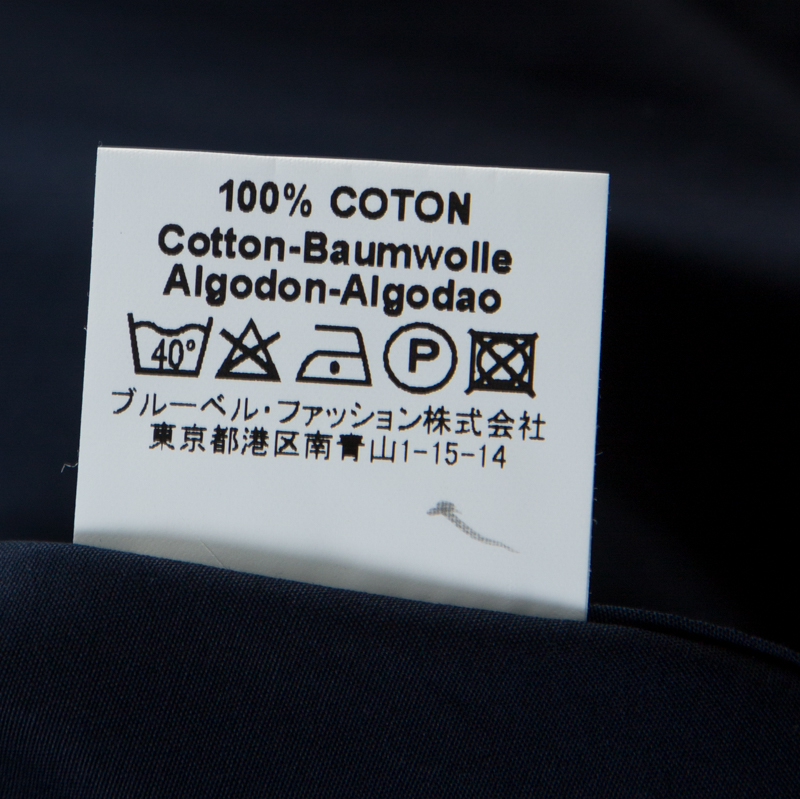 100% COTON
Cotton-Baumwolle
Algodon-Algodao
40° P
ブルーベル・ファッション株式会社
東京都港区南青山1-15-14